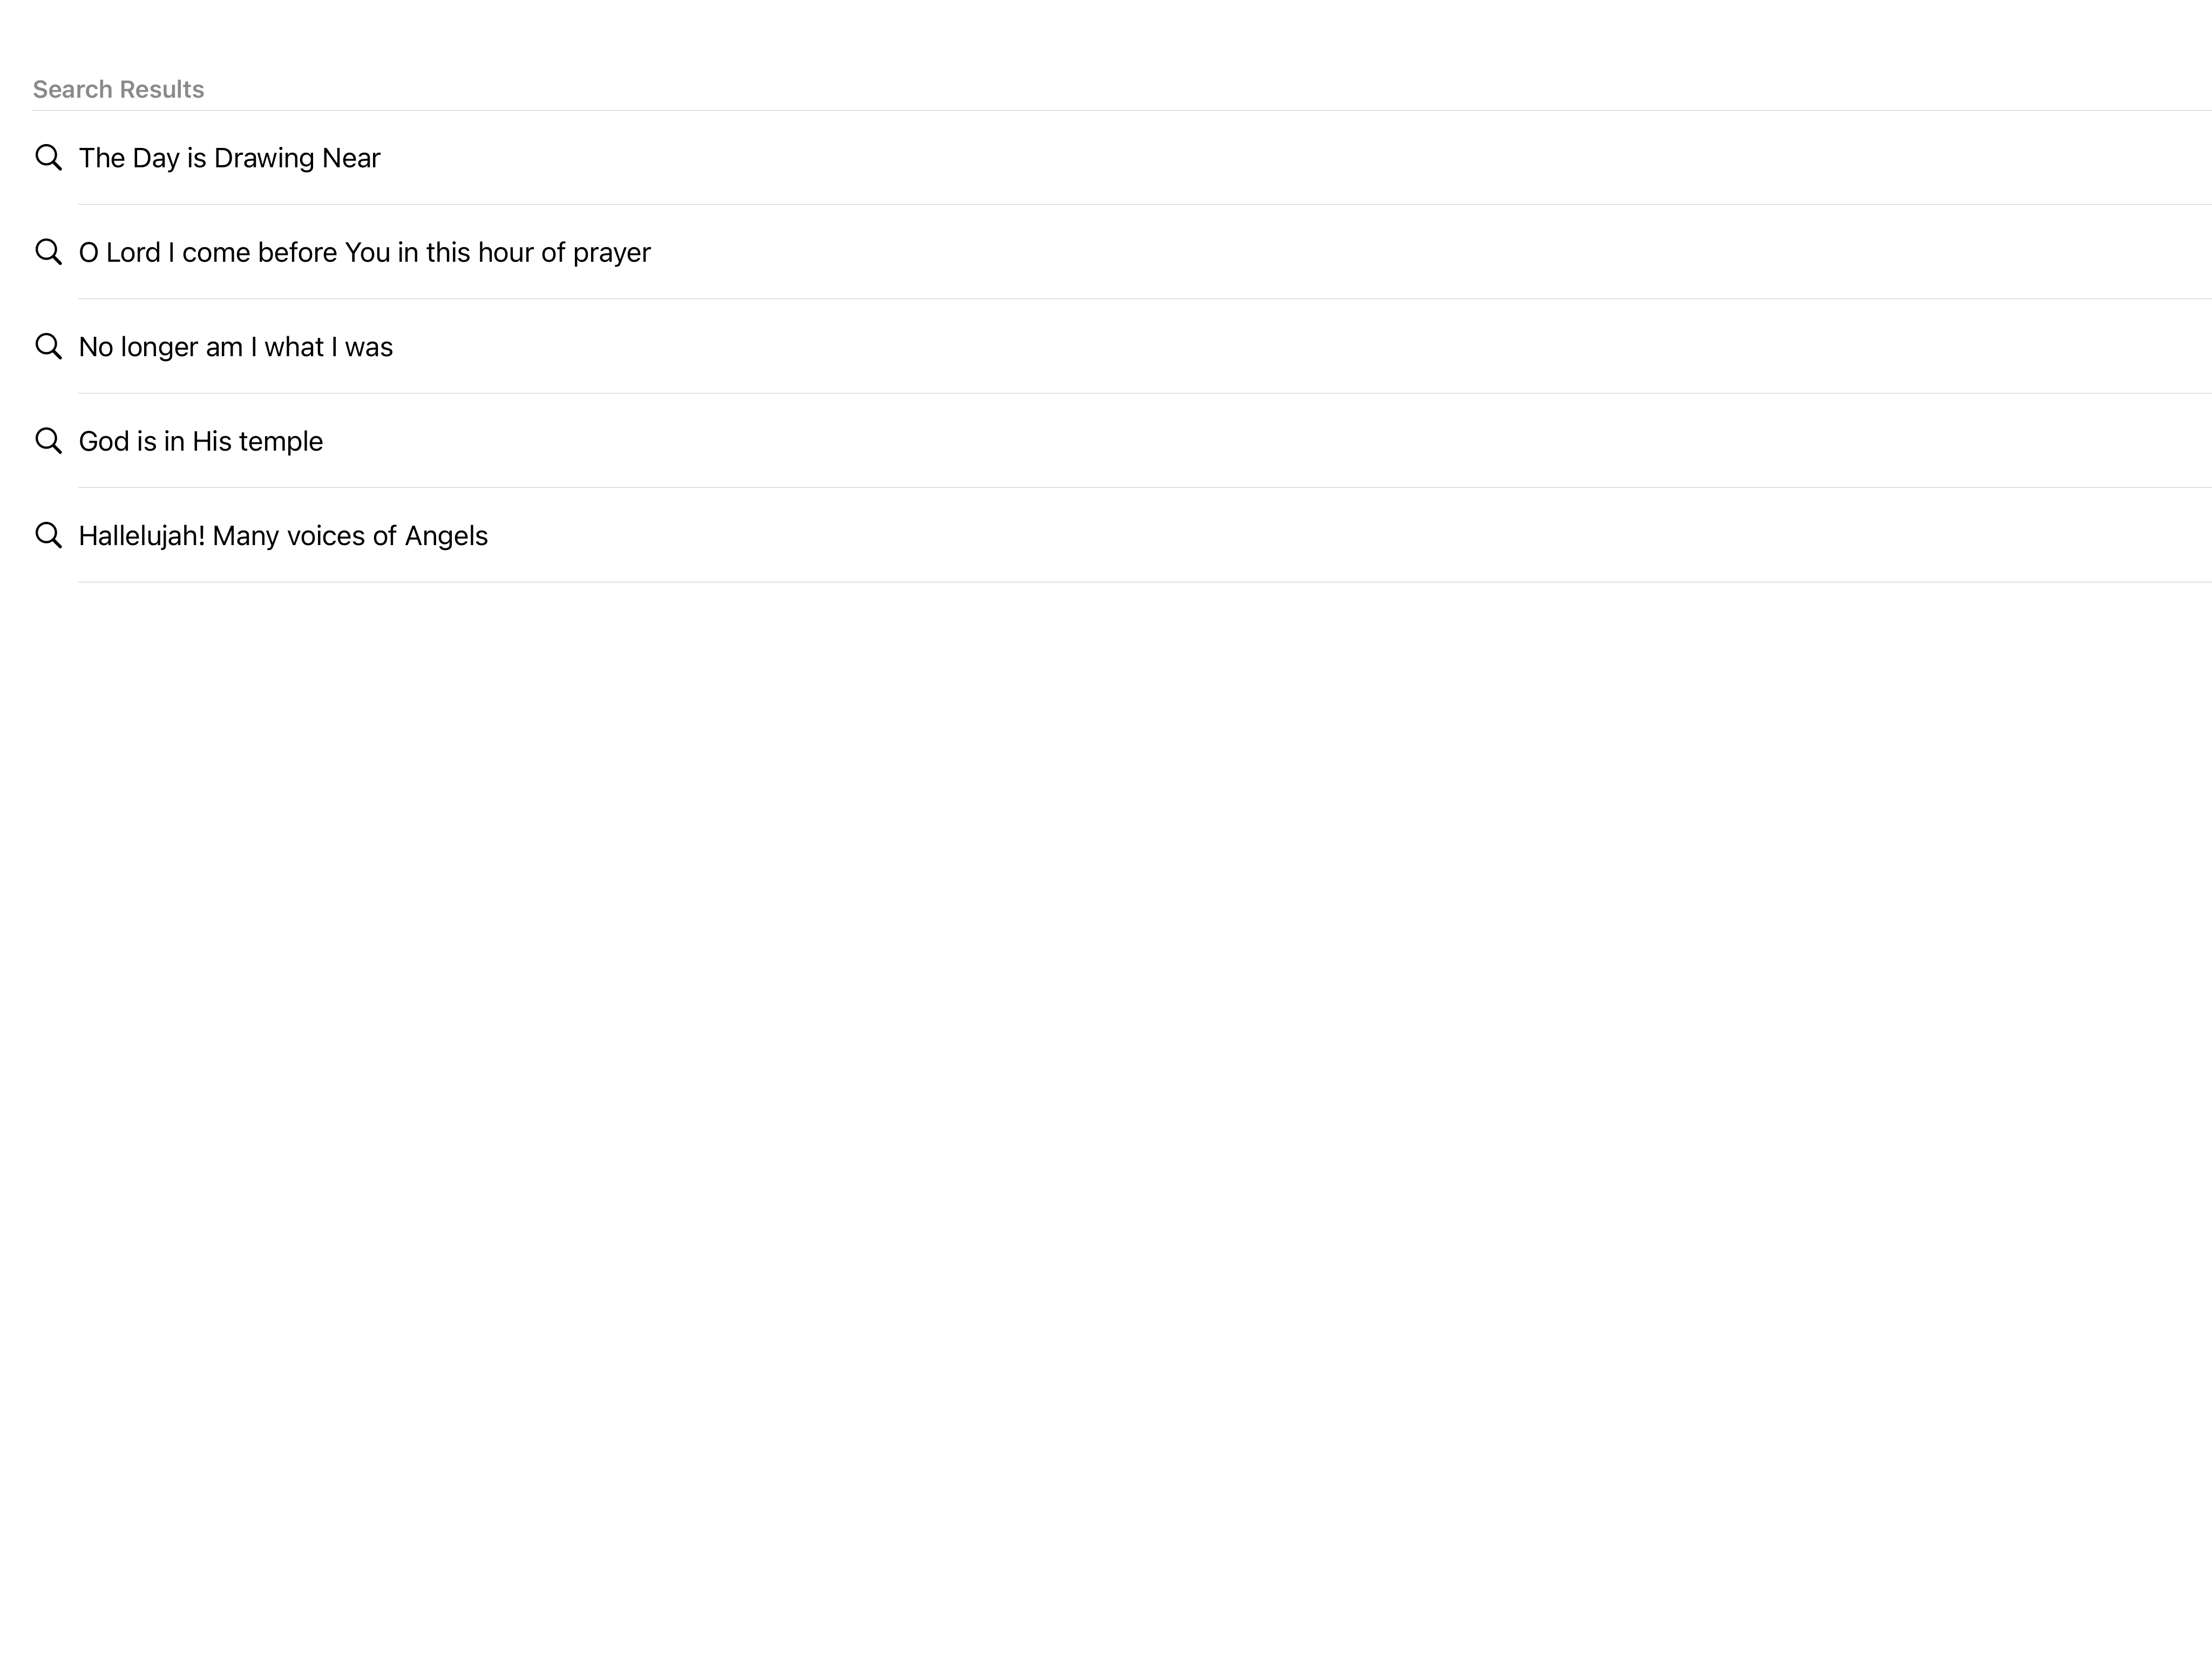 Search Results
The Day is Drawing Near
O Lord I come before You in this hour of prayer
No longer am I what I was
God is in His temple
Hallelujah! Many voices of Angels